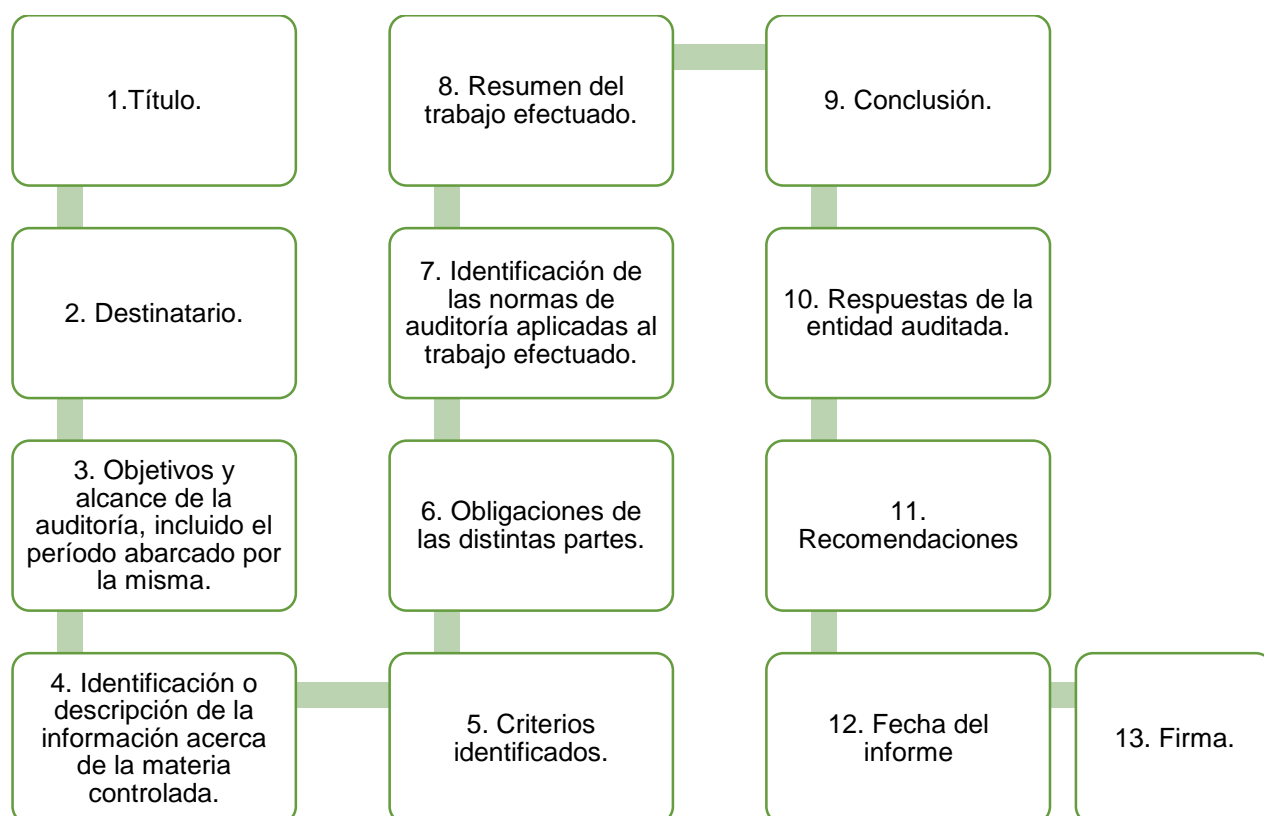 1.Título.
2. Destinatario.
3. Objetivos y
alcance de la
auditoría, incluido el
período abarcado por
la misma.
4. Identificación o
descripción de la
información acerca
de la materia
controlada.
5. Criterios
identificados.
6. Obligaciones de
las distintas partes.
7. Identificación de
las normas de
auditoría aplicadas al
trabajo efectuado.
8. Resumen del
trabajo efectuado.
9. Conclusión.
10. Respuestas de la
entidad auditada.
11.
Recomendaciones
12. Fecha del
informe
13. Firma.